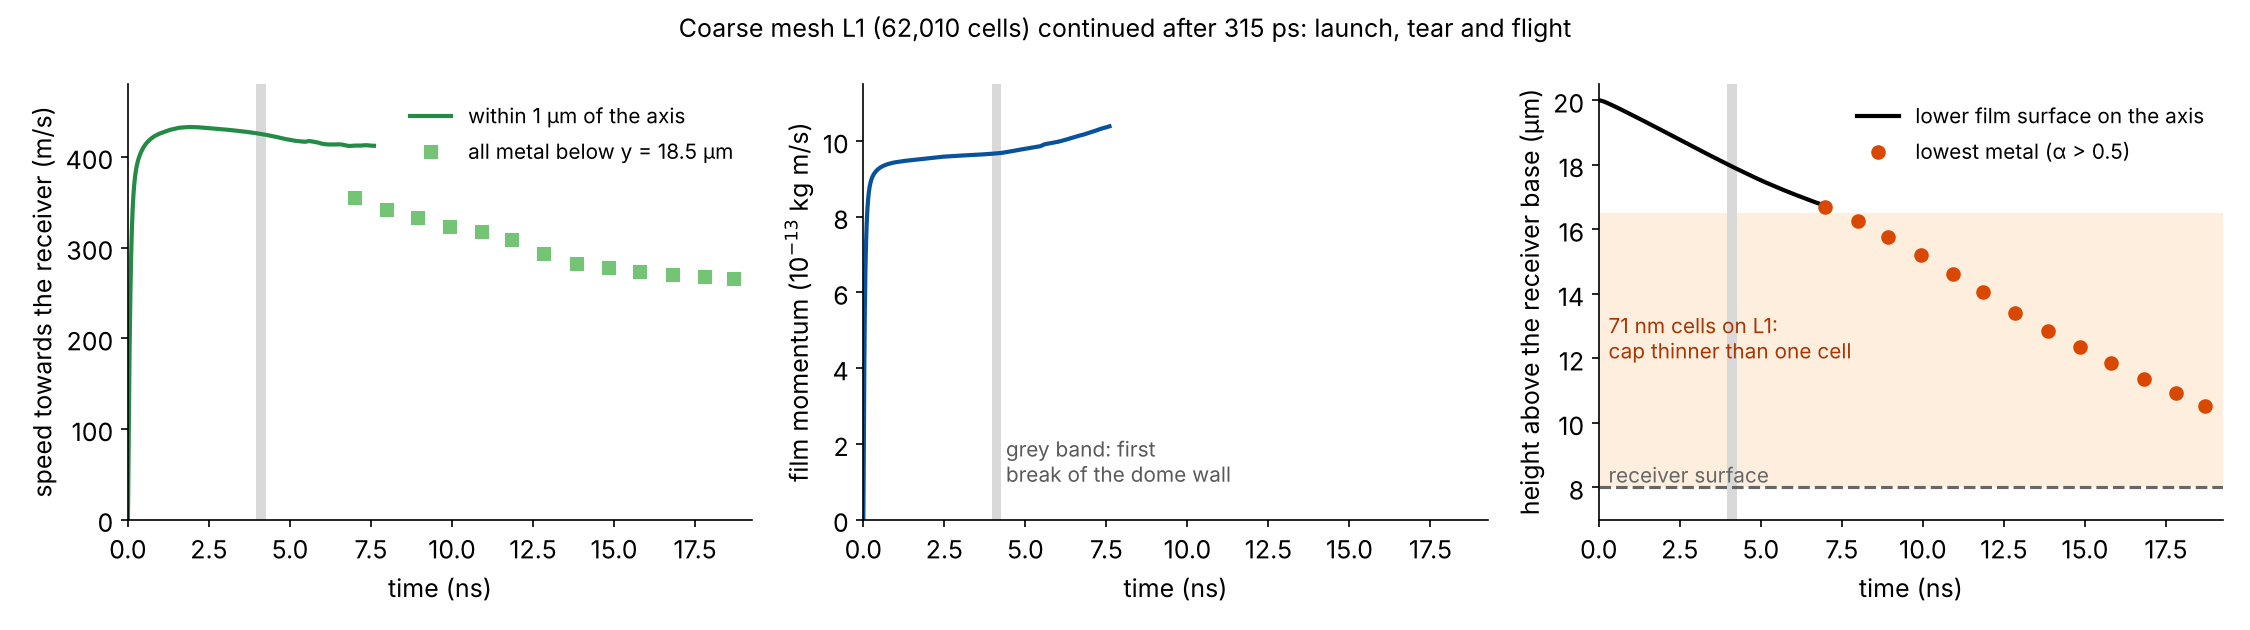 Coarse mesh L1 (62,010 cells) continued after 315 ps: launch, tear and flight
speed towards the receiver (m/s)
400
300
200
100
0
within 1 µm of the axis
all metal below y = 18.5 µm
0.0 2.5 5.0 7.5 10.0 12.5 15.0 17.5
time (ns)
film momentum (10⁻¹³ kg m/s)
10
8
6
4
2
0
grey band: first
break of the dome wall
0.0 2.5 5.0 7.5 10.0 12.5 15.0 17.5
time (ns)
height above the receiver base (µm)
20
18
16
14
12
10
8
lower film surface on the axis
lowest metal (α > 0.5)
71 nm cells on L1:
cap thinner than one cell
receiver surface
0.0 2.5 5.0 7.5 10.0 12.5 15.0 17.5
time (ns)